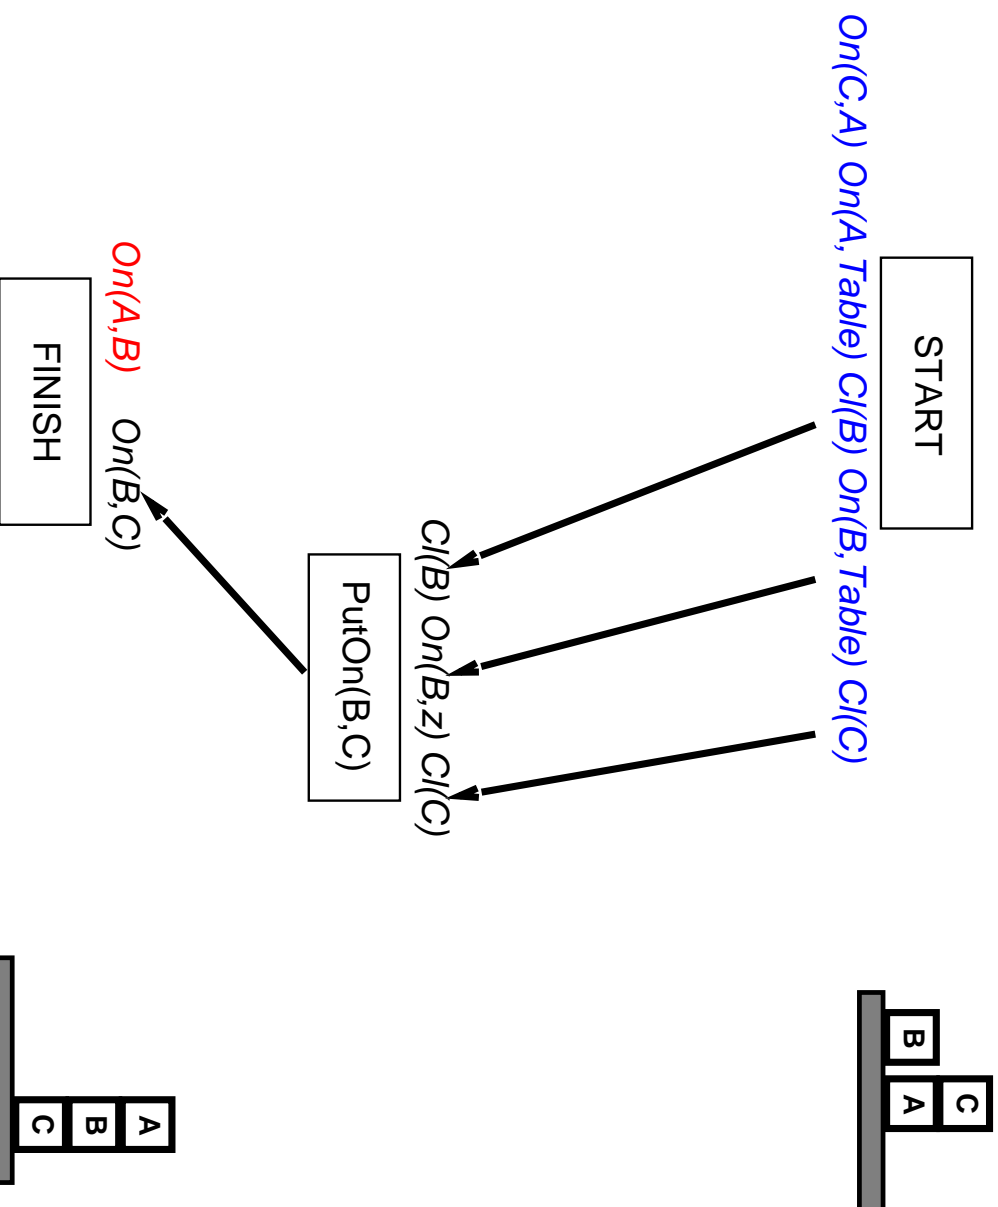 START
On(C,A) On(A,Table) Cl(B) On(B,Table) Cl(C)
C
B A
Cl(B) On(B,z) Cl(C)
PutOn(B,C)
On(A,B) On(B,C)
FINISH
A
B
C